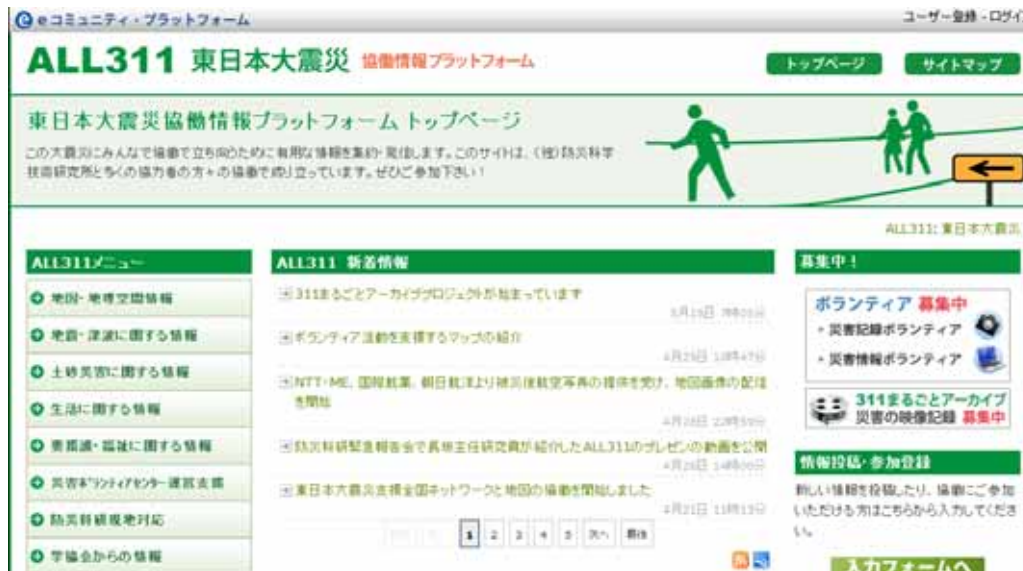 eコミュニティ・プラットフォーム
ユーザー登録 - ログイ
ALL311 東日本大震災 協働情報プラットフォーム
トップページ
サイトマップ
東日本大震災協働情報プラットフォーム トップページ
この大震災にみんなで協働で立ち向うために有用な情報を集約・発信します。このサイトは、(独)防災科学
技術研究所と多くの協力者の方々の協働で成り立っています。ぜひご参加下さい！
ALL311: 東日本大震災
ALL311メニュー
地図・地理空間情報
地震・津波に関する情報
土砂災害に関する情報
生活に関する情報
要援護・福祉に関する情報
災害ボランティアセンター運営支援
防災科研現地対応
学協会からの情報
ALL311 新着情報
311まるごとアーカイブプロジェクトが始まっています
ボランティア活動を支援するマップの紹介
NTT-ME、国際航業、朝日航洋より被災後航空写真の提供を受け、地図画像の配信
を開始
防災科研緊急報告会で長坂主任研究員が紹介したALL311のプレゼンの動画を公開
東日本大震災支援全国ネットワークと地図の協働を開始しました
1 2 3 4 5 次へ 最後
募集中！
ボランティア 募集中
・災害記録ボランティア
・災害情報ボランティア
311まるごとアーカイブ
災害の映像記録 募集中
情報投稿・参加登録
新しい情報を投稿したり、協働にご参加
いただける方はこちらから入力してくださ
い。
入力フォームへ